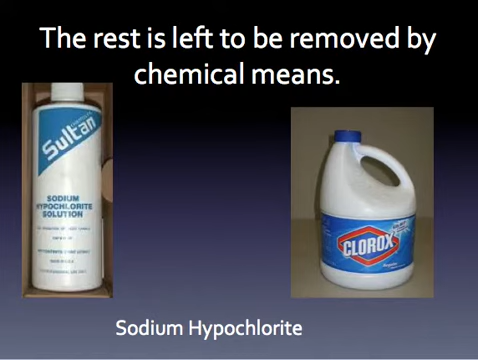 The rest is left to be removed by
chemical means.
Sultan
SODIUM
HYPOCHLORITE
SOLUTION
CLOROX
Sodium Hypochlorite